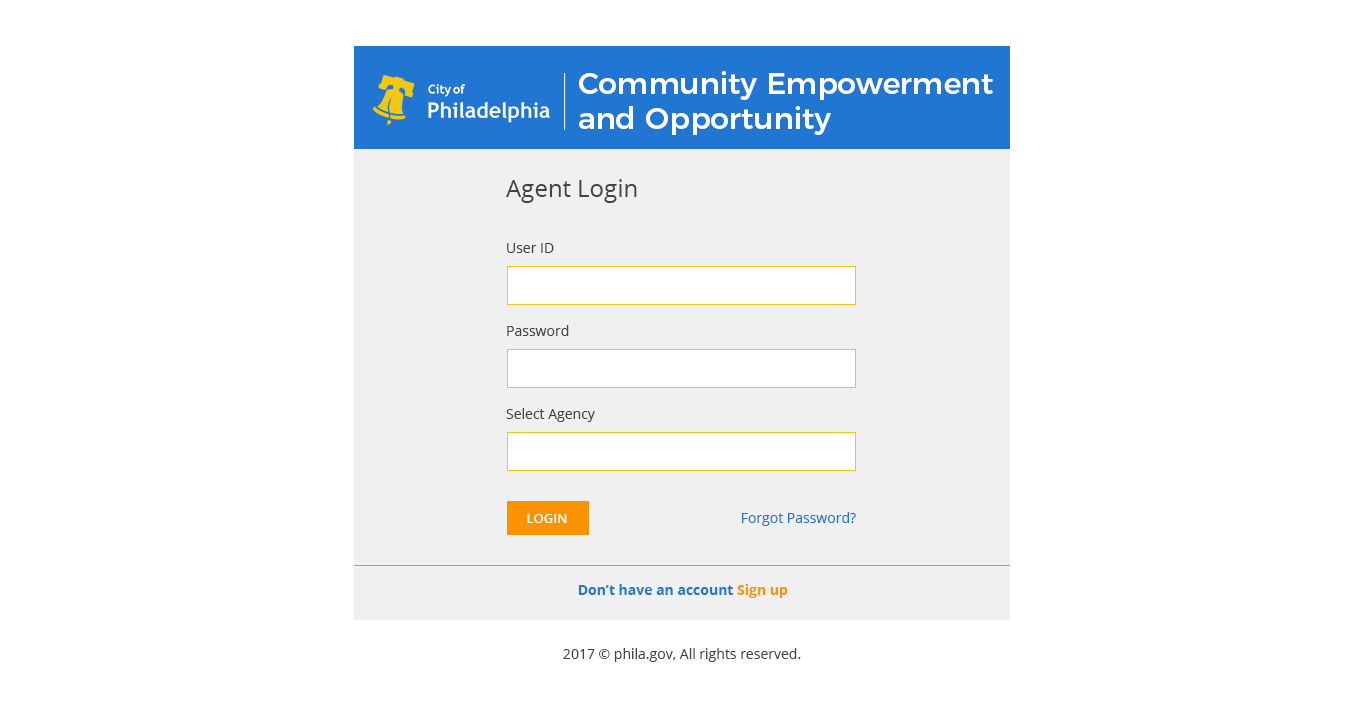 City of
Philadelphia
Community Empowerment
and Opportunity
Agent Login
User ID
Password
Select Agency
LOGIN
Forgot Password?
Don’t have an account Sign up
2017 © phila.gov, All rights reserved.